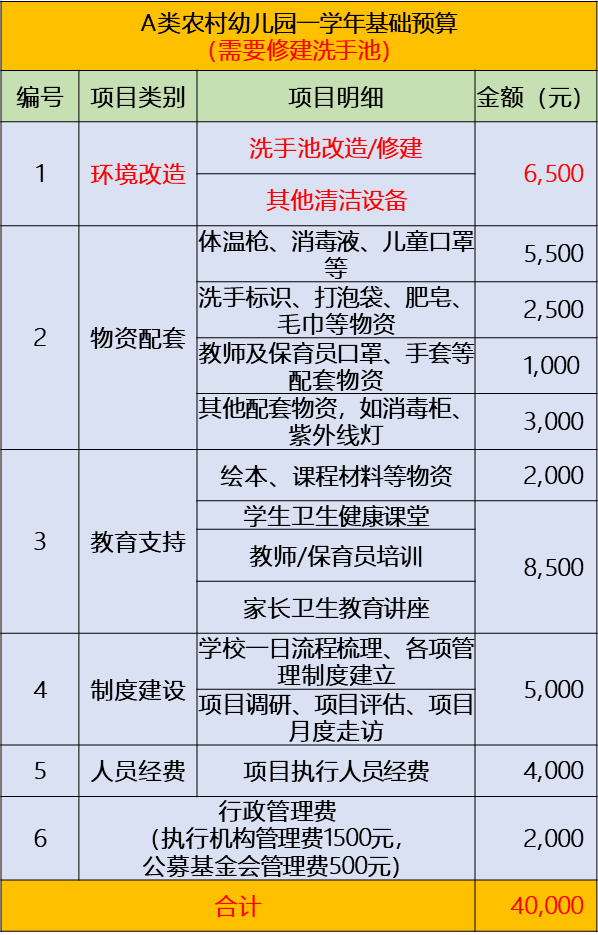 A类农村幼儿园一学年基础预算
（需要修建洗手池）
编号 项目类别 项目明细 金额（元）
1 环境改造 洗手池改造/修建 6,500
其他清洁设备
2 物资配套 体温枪、消毒液、儿童口罩
等 5,500
洗手标识、打泡袋、肥皂、
毛巾等物资 2,500
教师及保育员口罩、手套等
配套物资 1,000
其他配套物资，如消毒柜、
紫外线灯 3,000
3 教育支持 绘本、课程材料等物资 2,000
学生卫生健康课堂 8,500
教师/保育员培训
家长卫生教育讲座
4 制度建设 学校一日流程梳理、各项管
理制度建立 5,000
项目调研、项目评估、项目
月度走访
5 人员经费 项目执行人员经费 4,000
6 行政管理费
（执行机构管理费1500元，
公募基金会管理费500元） 2,000
合计 40,000